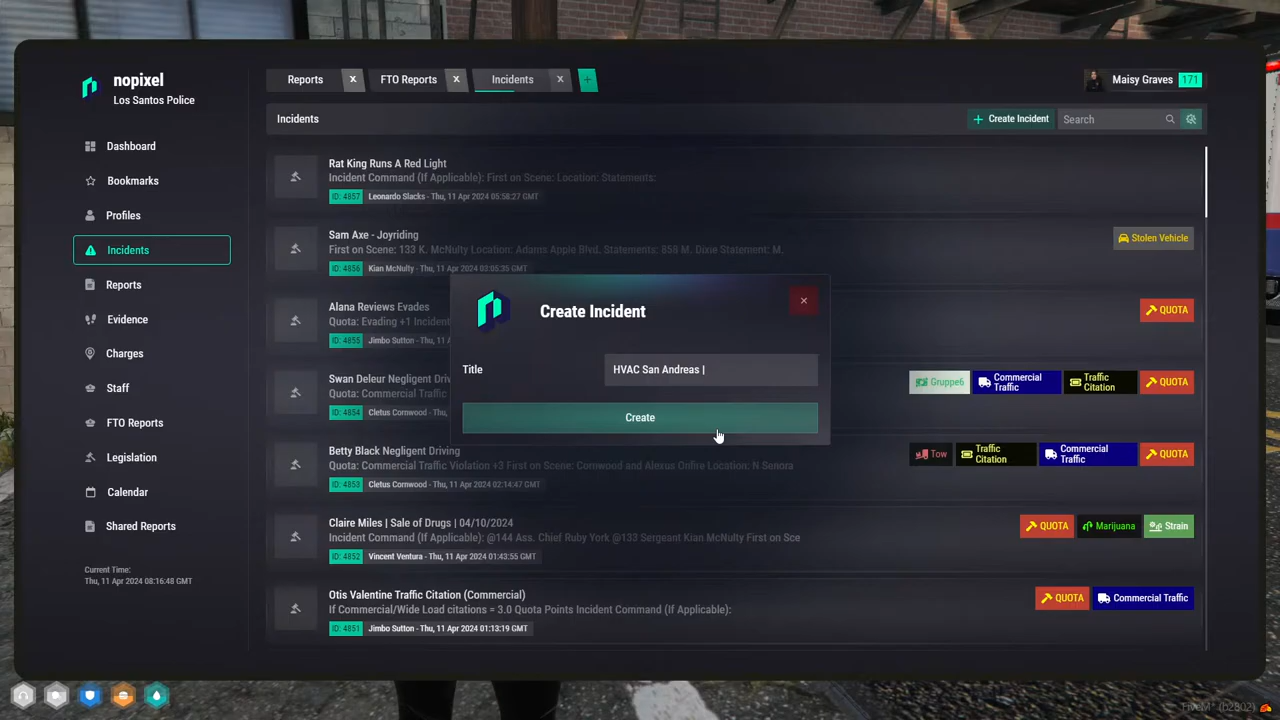 nopixel
Los Santos Police
Reports x FTO Reports x Incidents x +
Maisy Graves 171
Dashboard
Bookmarks
Profiles
Incidents
Reports
Evidence
Charges
Staff
FTO Reports
Legislation
Calendar
Shared Reports
Current Time:
Thu, 11 Apr 2024 08:16:48 GMT
Incidents
+ Create Incident
Search
Rat King Runs A Red Light
Incident Command (If Applicable): First on Scene: Location: Statements:
ID: 4857 Leonardo Slacks - Thu, 11 Apr 2024 05:58:27 GMT
Sam Axe - Joyriding
First on Scene: 133 K. McNulty Location: Adams Apple Blvd. Statements: 858 M. Dixie Statement: M.
ID: 4856 Kian McNulty - Thu, 11 Apr 2024 03:05:35 GMT
Stolen Vehicle
Alana Reviews Evades
Quota: Evading +1 Incident
ID: 4855 Jimbo Sutton - Thu, 11 A
QUOTA
Swan Deleur Negligent Driv
Quota: Commercial Traffic
ID: 4854 Cletus Cornwood - Thu,
Gruppe6
Commercial Traffic
Traffic Citation
QUOTA
Create Incident
Title
HVAC San Andreas |
Create
Betty Black Negligent Driving
Quota: Commercial Traffic Violation +3 First on Scene: Cornwood and Alexus Onfire Location: N Sonora
ID: 4853 Cletus Cornwood - Thu, 11 Apr 2024 02:14:47 GMT
Tow
Traffic Citation
Commercial Traffic
QUOTA
Claire Miles | Sale of Drugs | 04/10/2024
Incident Command (If Applicable): @144 Ass. Chief Ruby York @133 Sergeant Kian McNulty First on Sce
ID: 4852 Vincent Ventura - Thu, 11 Apr 2024 01:43:55 GMT
QUOTA
Marijuana
Strain
Otis Valentine Traffic Citation (Commercial)
If Commercial/Wide Load citations = 3.0 Quota Points Incident Command (If Applicable):
ID: 4851 Jimbo Sutton - Thu, 11 Apr 2024 01:13:19 GMT
QUOTA
Commercial Traffic
FiveM* (b2802)